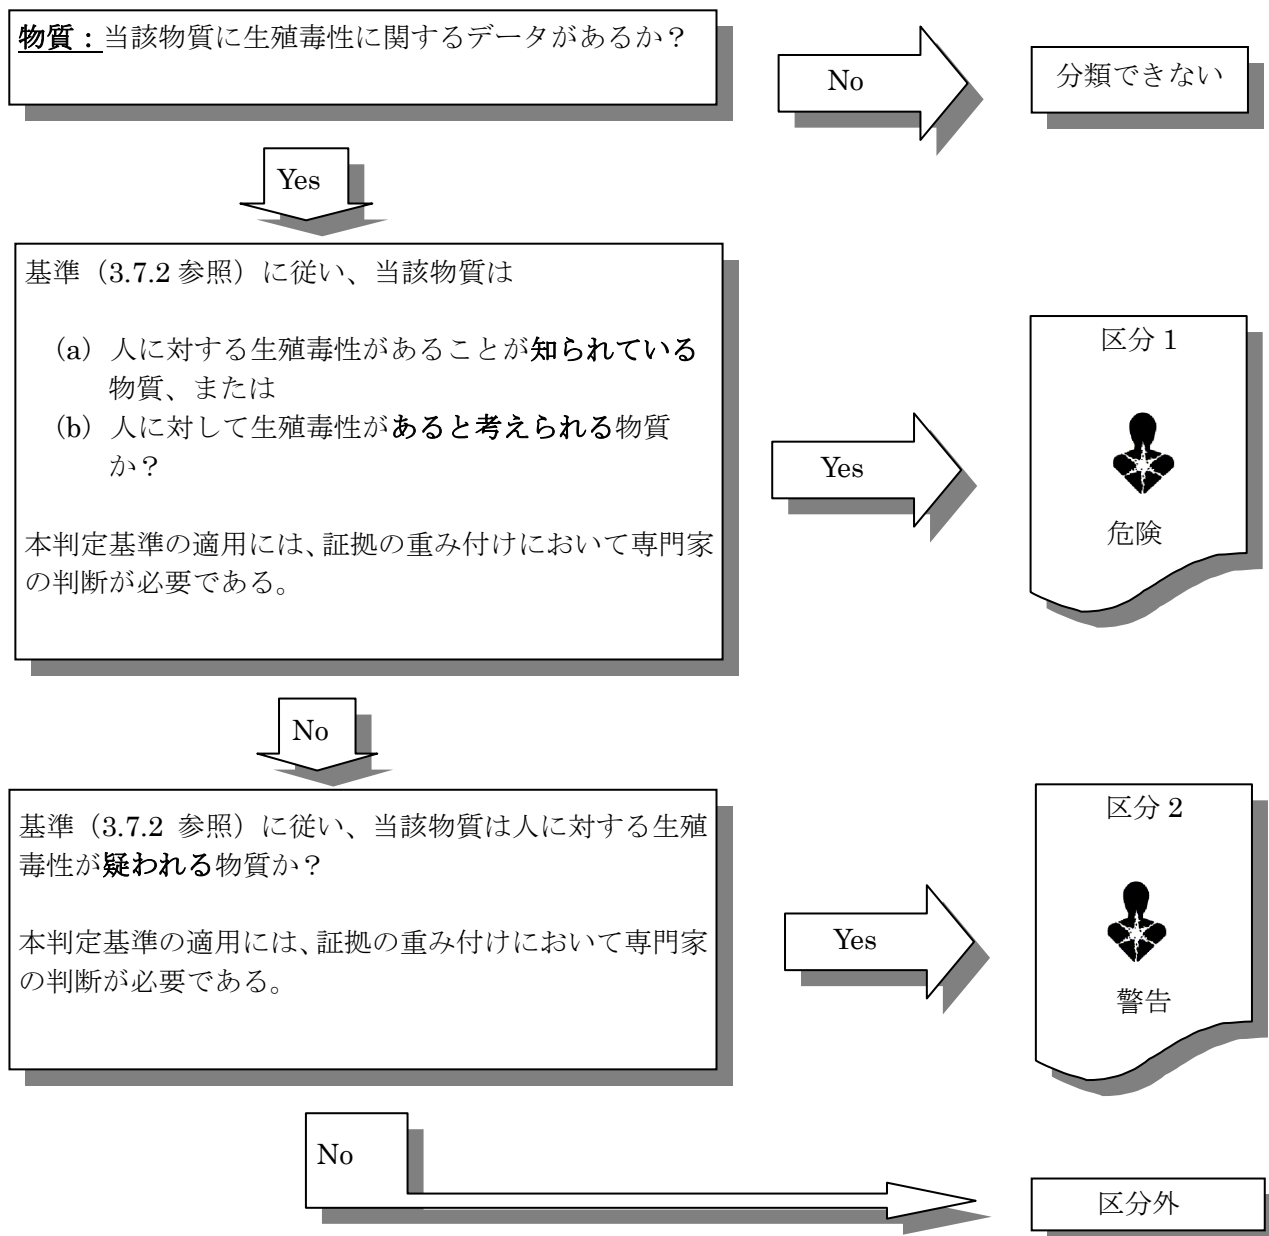 物質：当該物質に生殖毒性に関するデータがあるか？
No
分類できない
Yes
基準（3.7.2 参照）に従い、当該物質は
(a) 人に対する生殖毒性があることが知られている
物質、または
(b) 人に対して生殖毒性があると考えられる物質
か？
本判定基準の適用には、証拠の重み付けにおいて専門家
の判断が必要である。
Yes
区分 1
危険
No
基準（3.7.2 参照）に従い、当該物質は人に対する生殖
毒性が疑われる物質か？
本判定基準の適用には、証拠の重み付けにおいて専門家
の判断が必要である。
Yes
区分 2
警告
No
区分外